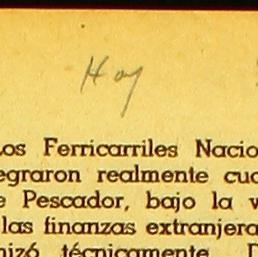 Hoy
Los Ferricarriles Nacio
egraron realmente cua
e Pescador, bajo la v
las finanzas extranjera
nizó técnicamente. D